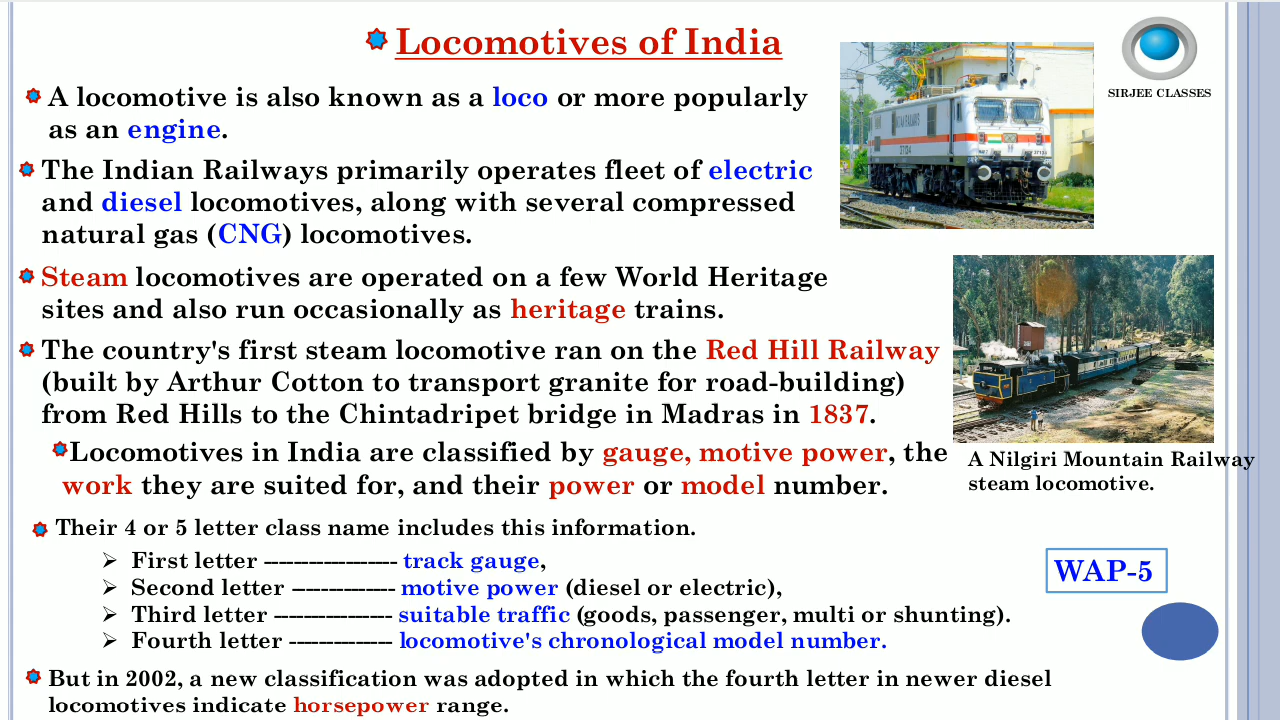 Locomotives of India
SIRJEE CLASSES
A locomotive is also known as a loco or more popularly
as an engine.
The Indian Railways primarily operates fleet of electric
and diesel locomotives, along with several compressed
natural gas (CNG) locomotives.
Steam locomotives are operated on a few World Heritage
sites and also run occasionally as heritage trains.
The country's first steam locomotive ran on the Red Hill Railway
(built by Arthur Cotton to transport granite for road-building)
from Red Hills to the Chintadripet bridge in Madras in 1837.
Locomotives in India are classified by gauge, motive power, the
work they are suited for, and their power or model number.
A Nilgiri Mountain Railway
steam locomotive.
Their 4 or 5 letter class name includes this information.
First letter ------------------ track gauge,
Second letter -------------- motive power (diesel or electric),
Third letter ---------------- suitable traffic (goods, passenger, multi or shunting).
Fourth letter -------------- locomotive's chronological model number.
WAP-5
But in 2002, a new classification was adopted in which the fourth letter in newer diesel
locomotives indicate horsepower range.